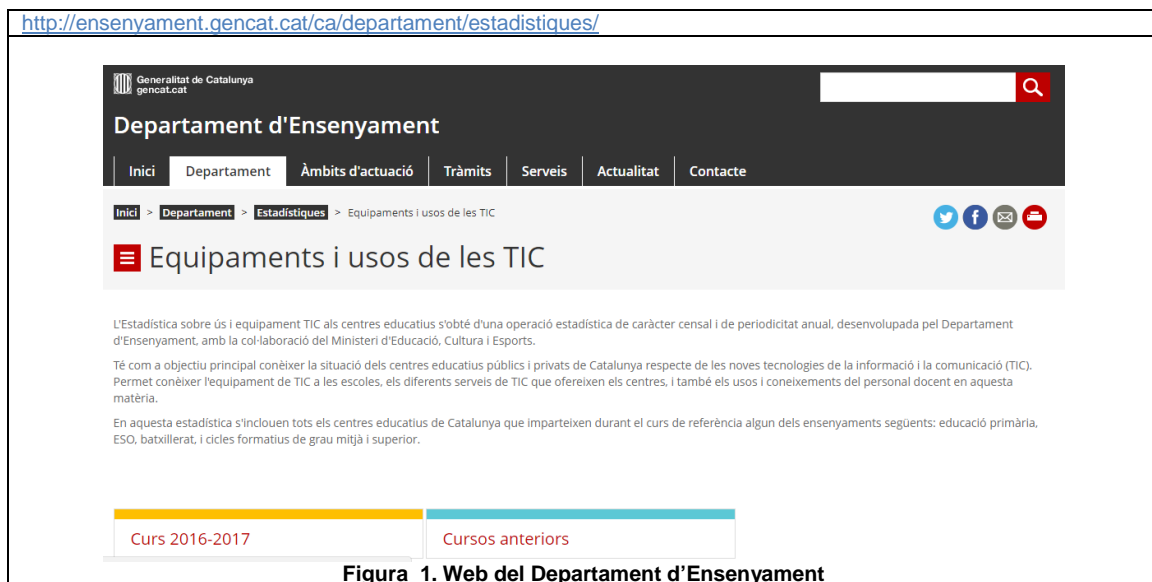 http://ensenyament.gencat.cat/ca/departament/estadistiques/
Generalitat de Catalunya
gencat.cat
Departament d'Ensenyament
Inici Departament Àmbits d'actuació Tràmits Serveis Actualitat Contacte
Inici > Departament > Estadístiques > Equipaments i usos de les TIC
Equipaments i usos de les TIC
L'Estadística sobre ús i equipament TIC als centres educatius s'obté d'una operació estadística de caràcter censal i de periodicitat anual, desenvolupada pel Departament
d'Ensenyament, amb la col·laboració del Ministeri d'Educació, Cultura i Esports.
Té com a objectiu principal conèixer la situació dels centres educatius públics i privats de Catalunya respecte de les noves tecnologies de la informació i la comunicació (TIC).
Permet conèixer l'equipament de TIC a les escoles, els diferents serveis de TIC que ofereixen els centres, i també els usos i coneixements del personal docent en aquesta
matèria.
En aquesta estadística s'inclouen tots els centres educatius de Catalunya que imparteixen durant el curs de referència algun dels ensenyaments següents: educació primària,
ESO, batxillerat, i cicles formatius de grau mitjà i superior.
Curs 2016-2017 Cursos anteriors
Figura 1. Web del Departament d'Ensenyament